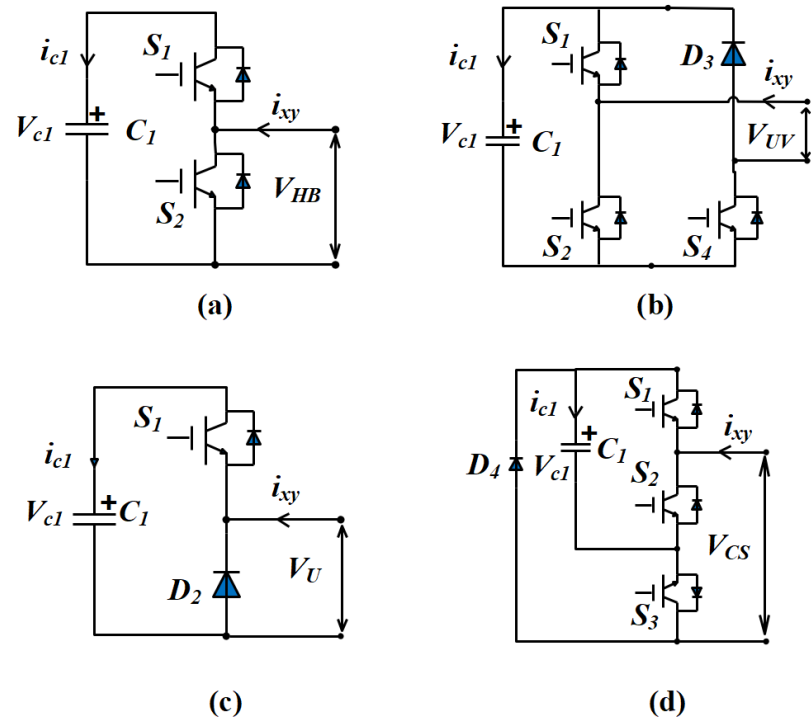 S1
ic1
ixy
Vc1
+
C1
VHB
S2
(a)
S1
D3
ic1
ixy
Vc1
+
C1
VUV
S2
S4
(b)
S1
ic1
ixy
Vc1
+
C1
VU
D2
(c)
S1
ic1
+
ixy
D4
Vc1
C1
S2
VCS
S3
(d)